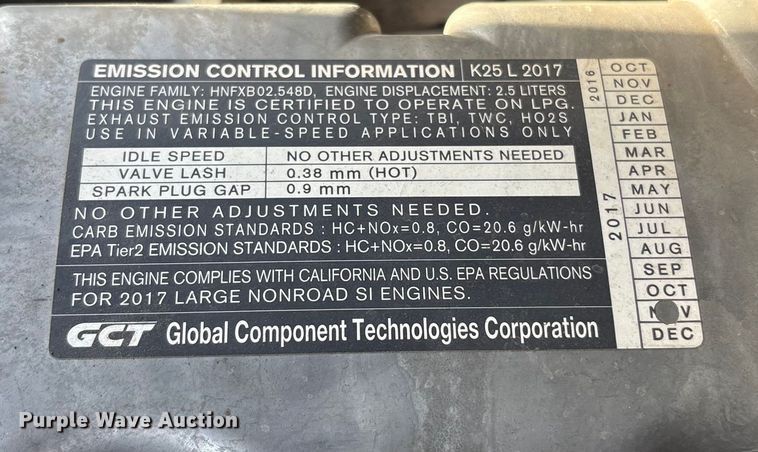 EMISSION CONTROL INFORMATION K25 L 2017
ENGINE FAMILY: HNFXB02.548D, ENGINE DISPLACEMENT: 2.5 LITERS
THIS ENGINE IS CERTIFIED TO OPERATE ON LPG.
EXHAUST EMISSION CONTROL TYPE: TBI, TWC, HO2S
USE IN VARIABLE-SPEED APPLICATIONS ONLY
IDLE SPEED NO OTHER ADJUSTMENTS NEEDED
VALVE LASH 0.38 mm (HOT)
SPARK PLUG GAP 0.9 mm
NO OTHER ADJUSTMENTS NEEDED.
CARB EMISSION STANDARDS : HC+NOx=0.8, CO=20.6 g/kW-hr
EPA Tier2 EMISSION STANDARDS : HC+NOx=0.8, CO=20.6 g/kW-hr
THIS ENGINE COMPLIES WITH CALIFORNIA AND U.S. EPA REGULATIONS
FOR 2017 LARGE NONROAD SI ENGINES.
GCT Global Component Technologies Corporation
2016
OCT
NOV
DEC
2017
JAN
FEB
MAR
APR
MAY
JUN
JUL
AUG
SEP
OCT
NOV
DEC
Purple Wave Auction